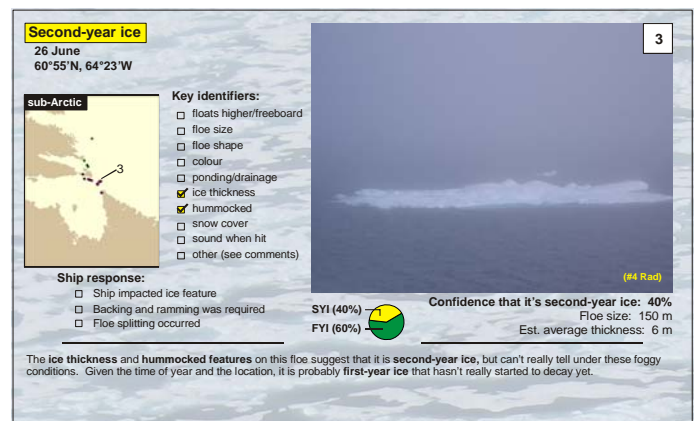 Second-year ice
26 June
60°55'N, 64°23'W
sub-Arctic
3
Key identifiers:
floats higher/freeboard
floe size
floe shape
colour
ponding/drainage
ice thickness
hummocked
snow cover
sound when hit
other (see comments)
Ship response:
Ship impacted ice feature
Backing and ramming was required
Floe splitting occurred
3
(#4 Rad)
SYI (40%)
FYI (60%)
Confidence that it's second-year ice: 40%
Floe size: 150 m
Est. average thickness: 6 m
The ice thickness and hummocked features on this floe suggest that it is second-year ice, but can't really tell under these foggy
conditions. Given the time of year and the location, it is probably first-year ice that hasn't really started to decay yet.